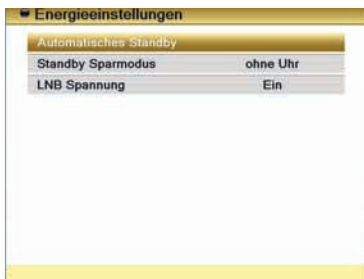 Energieeinstellungen
Automatisches Standby
Standby Sparmodus ohne Uhr
LNB Spannung Ein